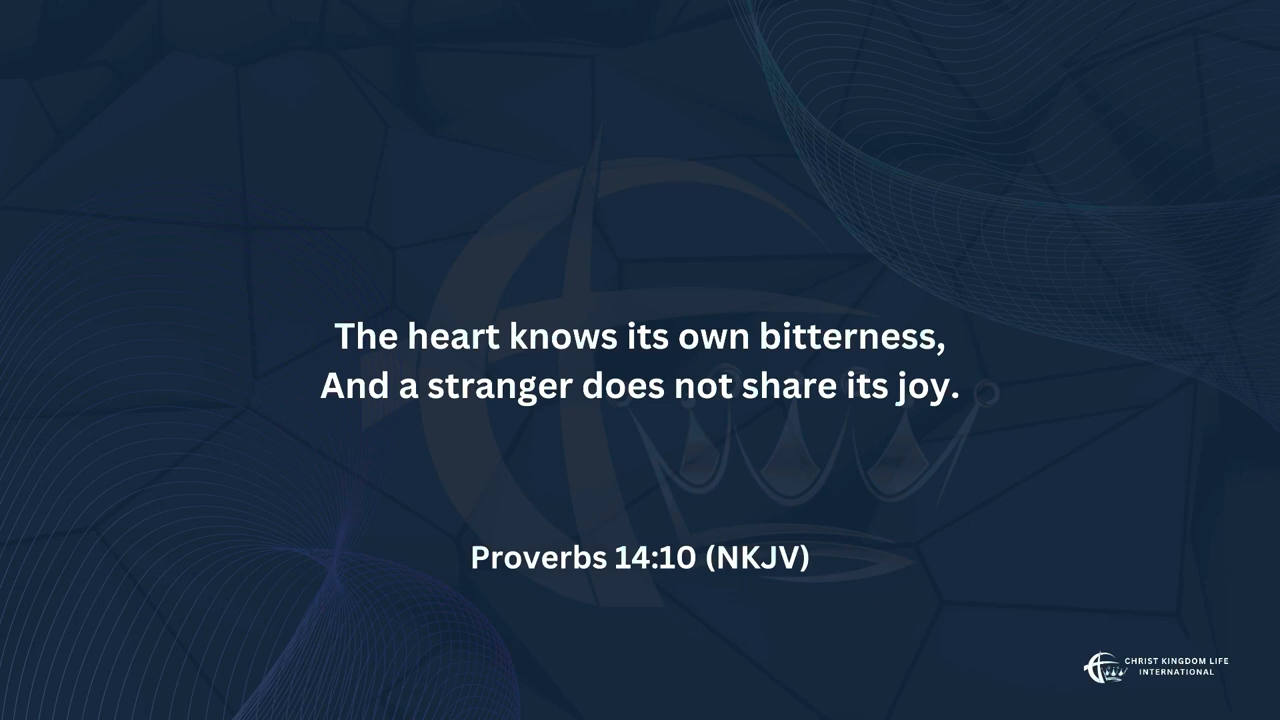 The heart knows its own bitterness,
And a stranger does not share its joy.
Proverbs 14:10 (NKJV)
CHRIST KINGDOM LIFE
INTERNATIONAL